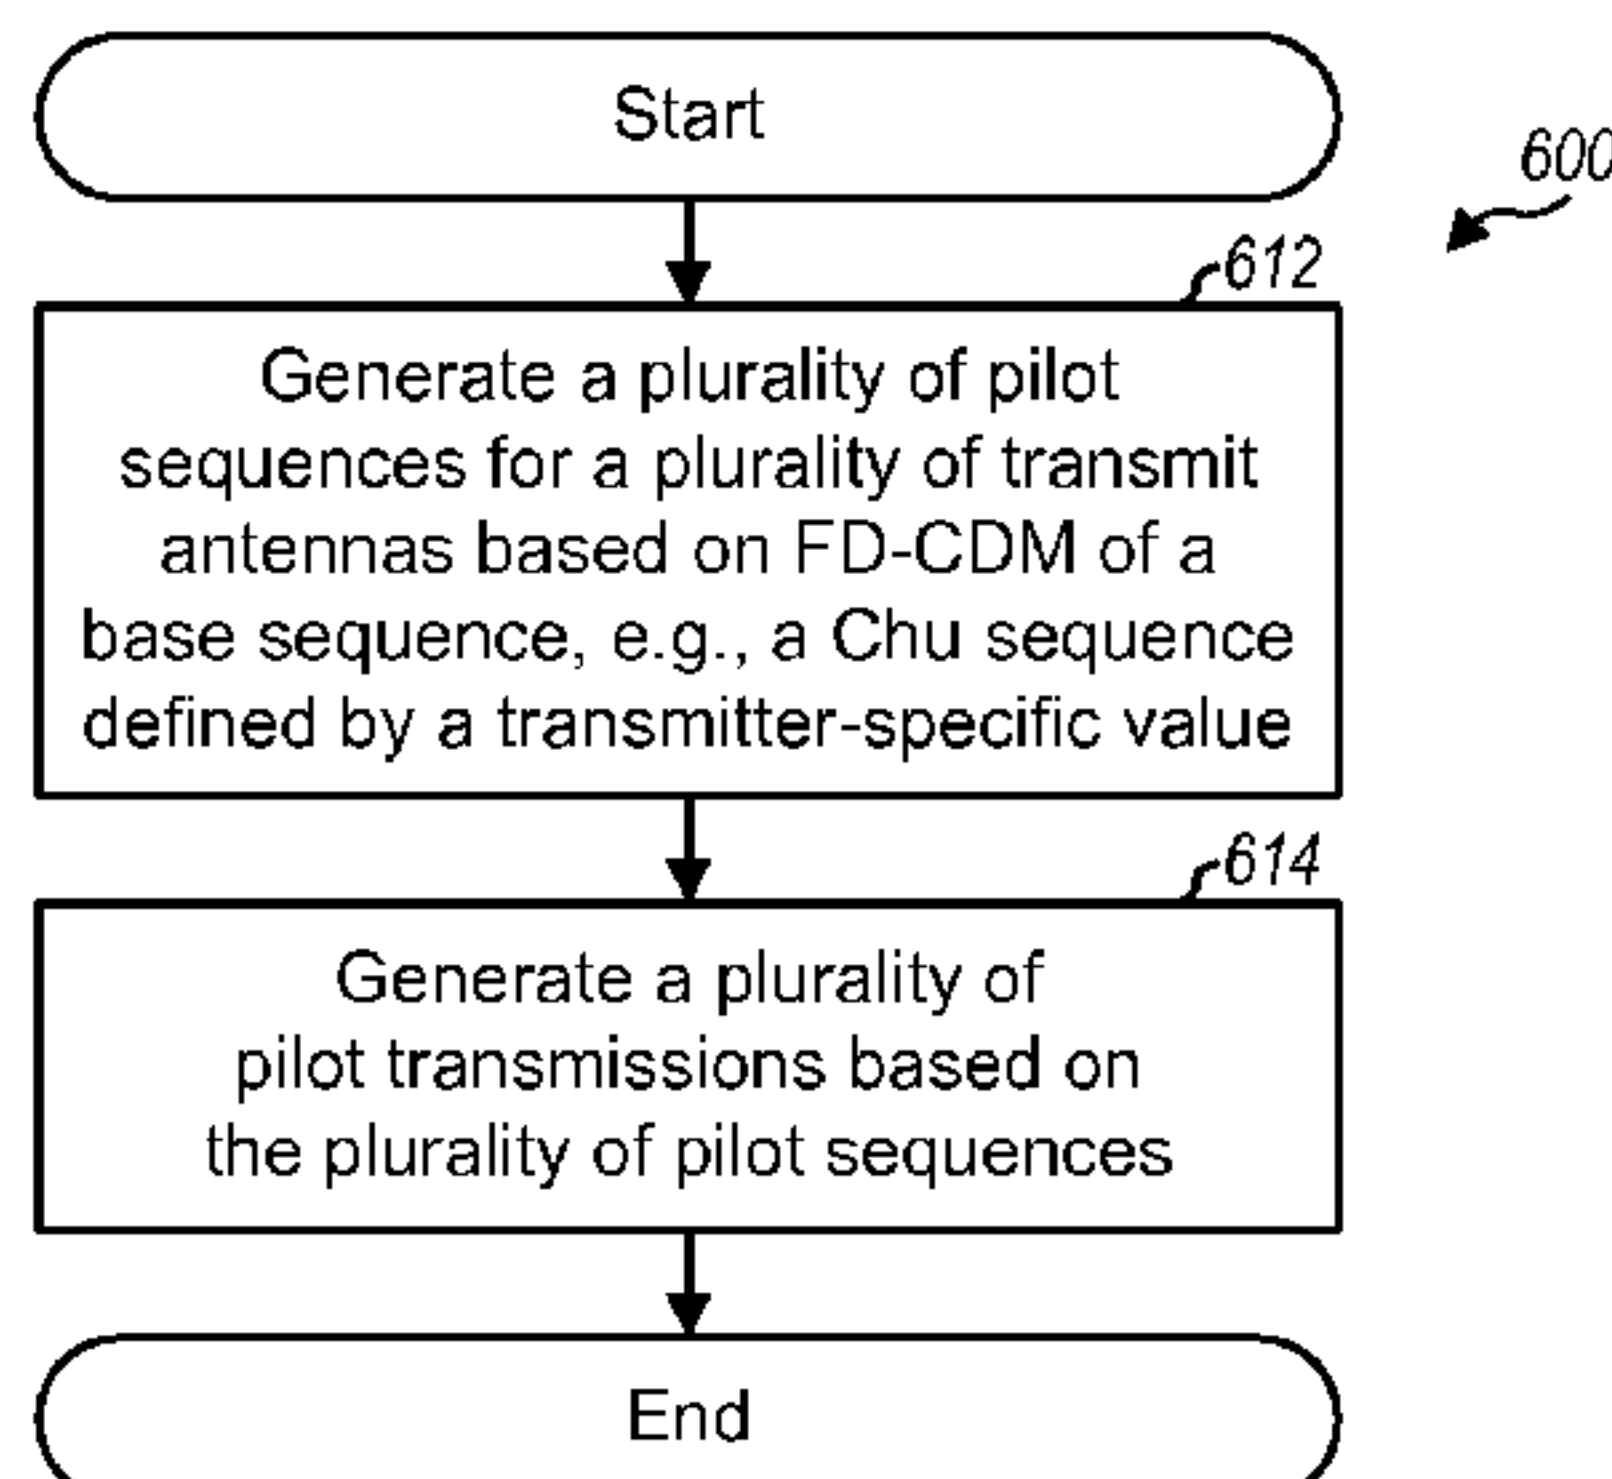 Start
600
612
Generate a plurality of pilot
sequences for a plurality of transmit
antennas based on FD-CDM of a
base sequence, e.g., a Chu sequence
defined by a transmitter-specific value
614
Generate a plurality of
pilot transmissions based on
the plurality of pilot sequences
End